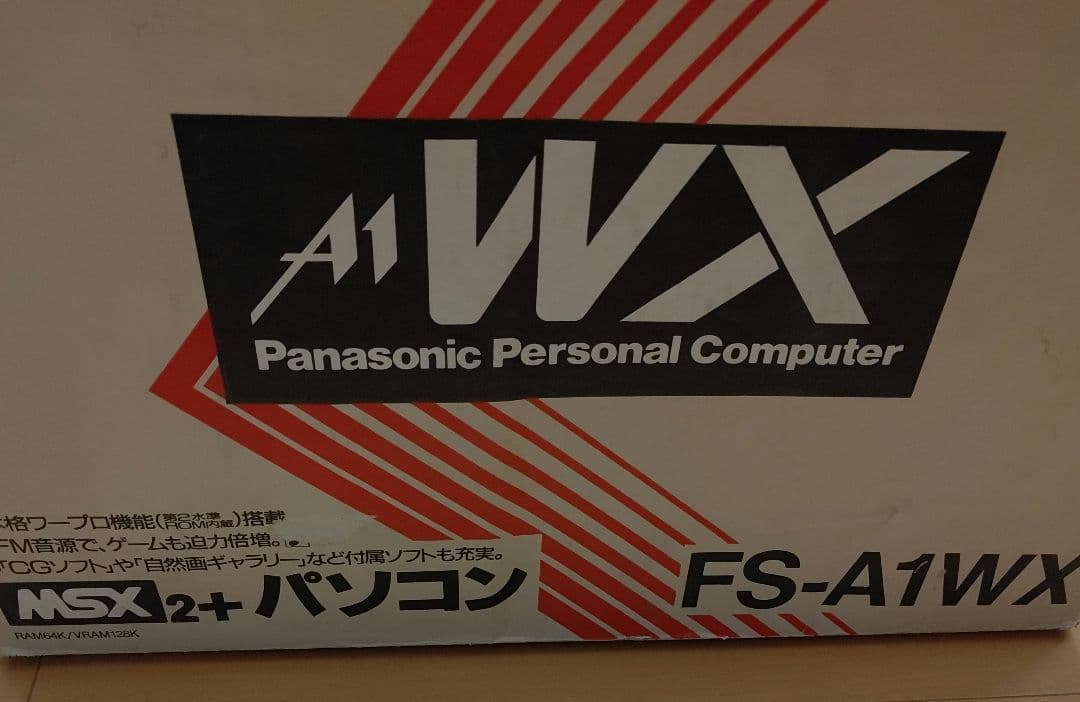 A1WX
Panasonic Personal Computer
本格ワープロ機能(第2水準ROM内蔵)搭載
FM音源で、ゲームも迫力倍増。
「CGソフト」や「自然画ギャラリー」など付属ソフトも充実。
MSX 2+ パソコン
FS-A1WX
RAM64K/VRAM128K